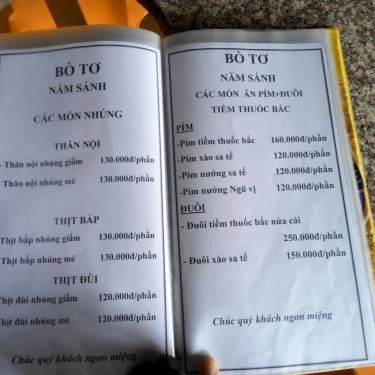 BÒ TƠ
NĂM SÁNH
CÁC MÓN NHÚNG
THĂN NỘI
- Thăn nội nhúng giấm 130.000đ/phần
Thăn nội nhúng mẻ 130.000đ/phần
THỊT BẮP
Thịt bắp nhúng giấm 130.000đ/phần
Thịt bắp nhúng mẻ 130.000đ/phần
THỊT ĐÙI
Thịt đùi nhúng giấm 120.000đ/phần
Thịt đùi nhúng mẻ 120.000đ/phần
Chúc quý khách ngon miệng
BÒ TƠ
NĂM SÁNH
CÁC MÓN ĂN PÍM+ĐUÔI
TIỀM THUỐC BẮC
PÍM
-Pím tiềm thuốc bắc 160.000đ/phần
-Pím xào sa tế 120.000đ/phần
-Pím nướng sa tế 120.000đ/phần
-Pím nướng Ngũ vị 120.000đ/phần
ĐUÔI
- Đuôi tiềm thuốc bắc nửa cái
250.000đ/phần
- Đuôi xào sa tế 150.000đ/phần
Chúc quý khách ngon miệng